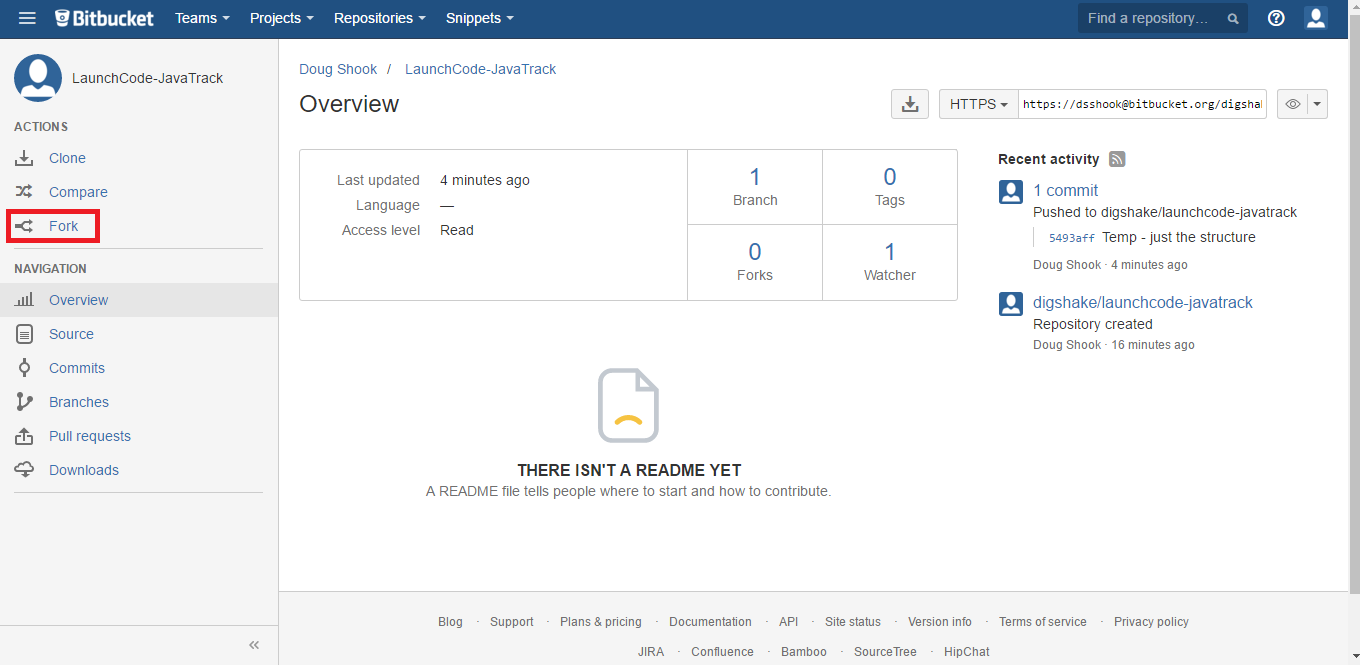 Bitbucket Teams Projects Repositories Snippets Find a repository...
LaunchCode-JavaTrack
ACTIONS
Clone
Compare
Fork
NAVIGATION
Overview
Source
Commits
Branches
Pull requests
Downloads
Doug Shook / LaunchCode-JavaTrack
Overview
HTTPS https://dsshook@bitbucket.org/digsha
Last updated 4 minutes ago
Language —
Access level Read
1
Branch
0
Tags
0
Forks
1
Watcher
THERE ISN'T A README YET
A README file tells people where to start and how to contribute.
Recent activity
1 commit
Pushed to digshake/launchcode-javatrack
5493aff Temp - just the structure
Doug Shook · 4 minutes ago
digshake/launchcode-javatrack
Repository created
Doug Shook · 16 minutes ago
Blog · Support · Plans & pricing · Documentation · API · Site status · Version info · Terms of service · Privacy policy
JIRA · Confluence · Bamboo · SourceTree · HipChat